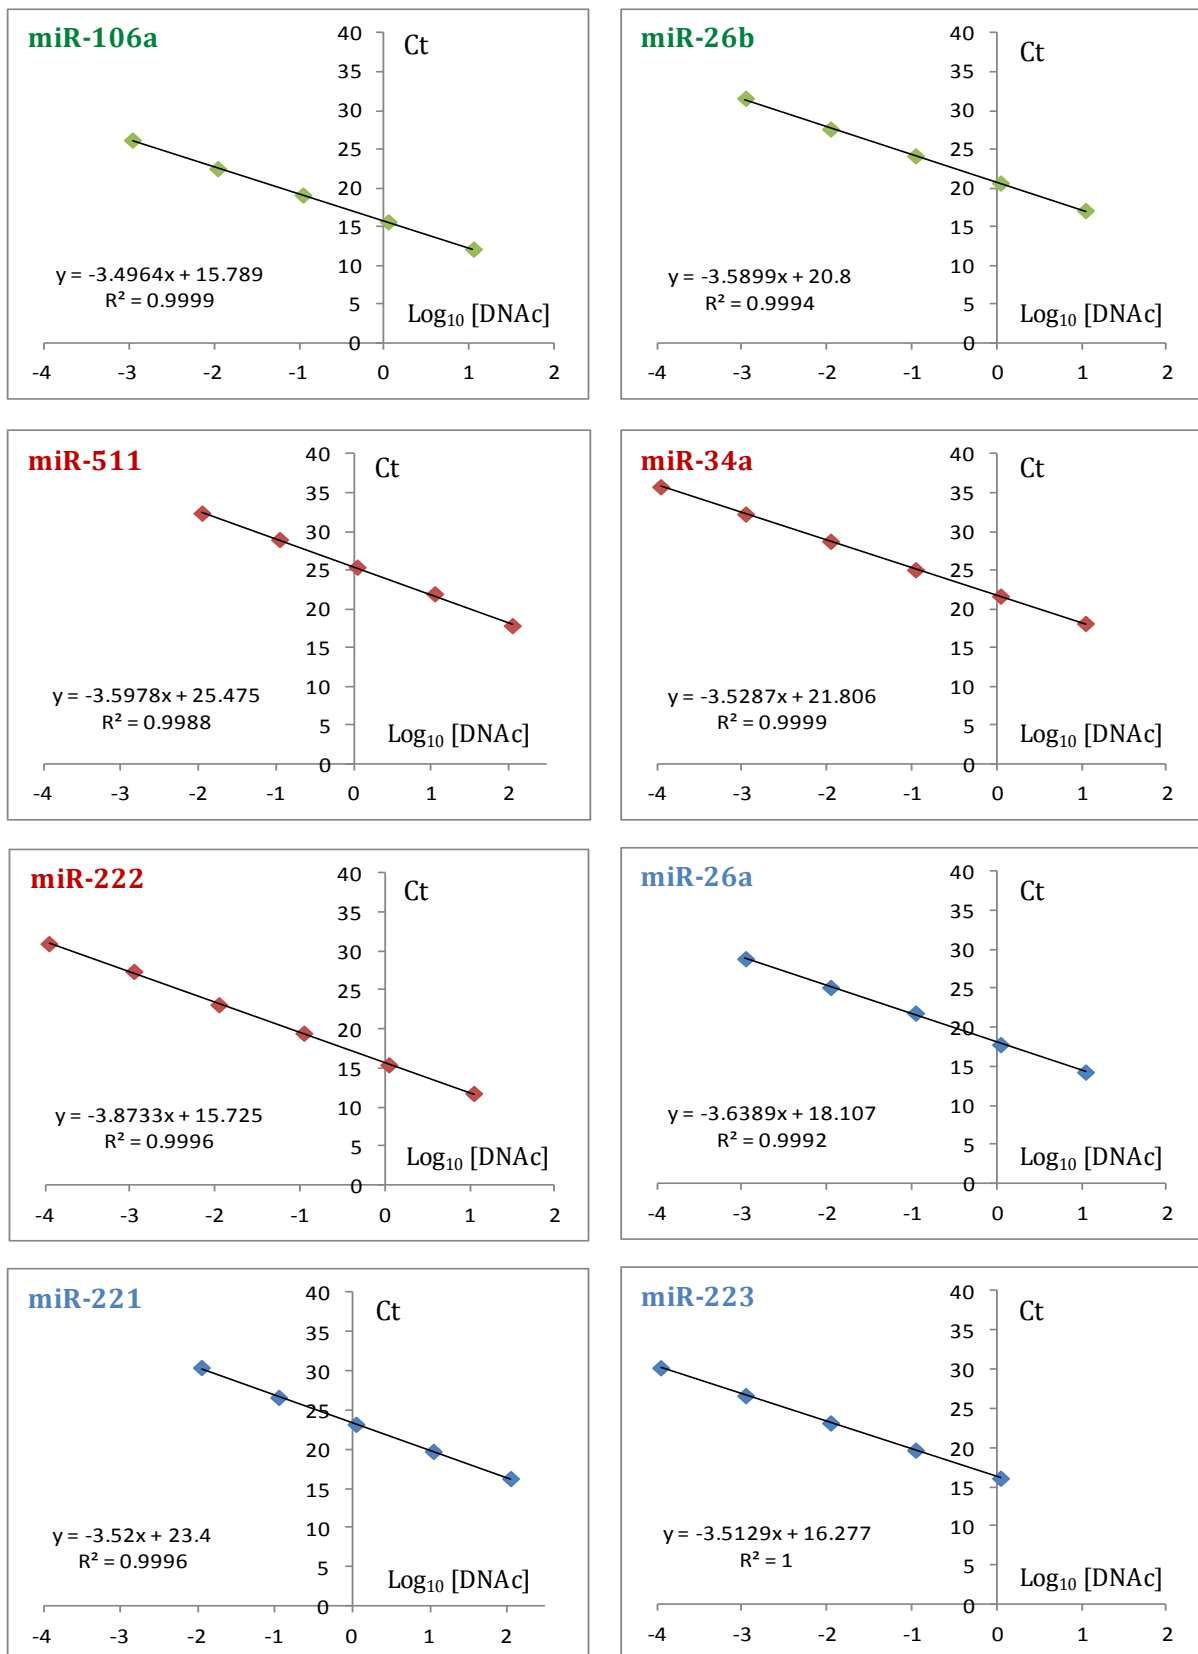 miR-106a
Ct
40
35
30
25
20
15
10
5
0
y = -3.4964x + 15.789
R² = 0.9999
Log₁₀ [DNAc]
-4 -3 -2 -1 0 1 2
miR-26b
Ct
40
35
30
25
20
15
10
5
0
y = -3.5899x + 20.8
R² = 0.9994
Log₁₀ [DNAc]
-4 -3 -2 -1 0 1 2
miR-511
Ct
40
35
30
25
20
15
10
5
0
y = -3.5978x + 25.475
R² = 0.9988
Log₁₀ [DNAc]
-4 -3 -2 -1 0 1 2
miR-34a
Ct
40
35
30
25
20
15
10
5
0
y = -3.5287x + 21.806
R² = 0.9999
Log₁₀ [DNAc]
-4 -3 -2 -1 0 1 2
miR-222
Ct
40
35
30
25
20
15
10
5
0
y = -3.8733x + 15.725
R² = 0.9996
Log₁₀ [DNAc]
-4 -3 -2 -1 0 1 2
miR-26a
Ct
40
35
30
25
20
15
10
5
0
y = -3.6389x + 18.107
R² = 0.9992
Log₁₀ [DNAc]
-4 -3 -2 -1 0 1 2
miR-221
Ct
40
35
30
25
20
15
10
5
0
y = -3.52x + 23.4
R² = 0.9996
Log₁₀ [DNAc]
-4 -3 -2 -1 0 1 2
miR-223
Ct
40
35
30
25
20
15
10
5
0
y = -3.5129x + 16.277
R² = 1
Log₁₀ [DNAc]
-4 -3 -2 -1 0 1 2